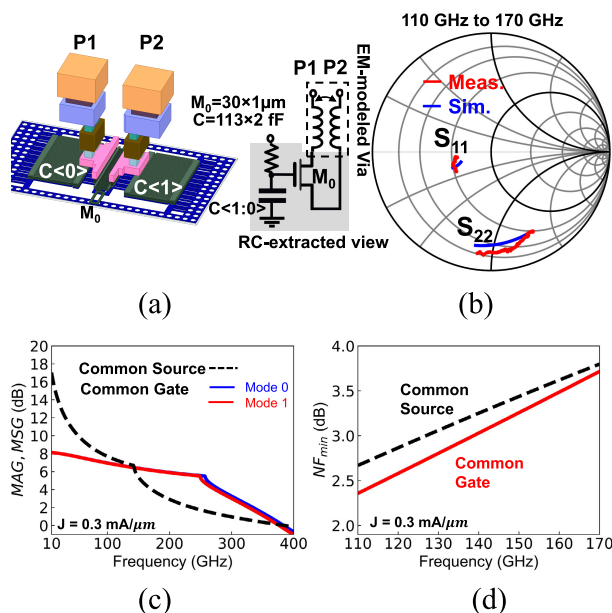 P1 P2
C<0>
C<1>
M₀
(a)
M₀=30×1μm
C=113×2 fF
P1 P2
EM-modeled Via
M₀
C<1:0>
RC-extracted view
110 GHz to 170 GHz
Meas.
Sim.
S₁₁
S₂₂
(b)
MAG, MSG (dB)
20
18
16
14
12
10
8
6
4
2
0
Common Source
Common Gate
Mode 0
Mode 1
J = 0.3 mA/μm
10 100 200 300 400
Frequency (GHz)
(c)
NFmin (dB)
4.0
3.5
3.0
2.5
2.0
Common
Source
Common
Gate
J = 0.3 mA/μm
110 120 130 140 150 160 170
Frequency (GHz)
(d)